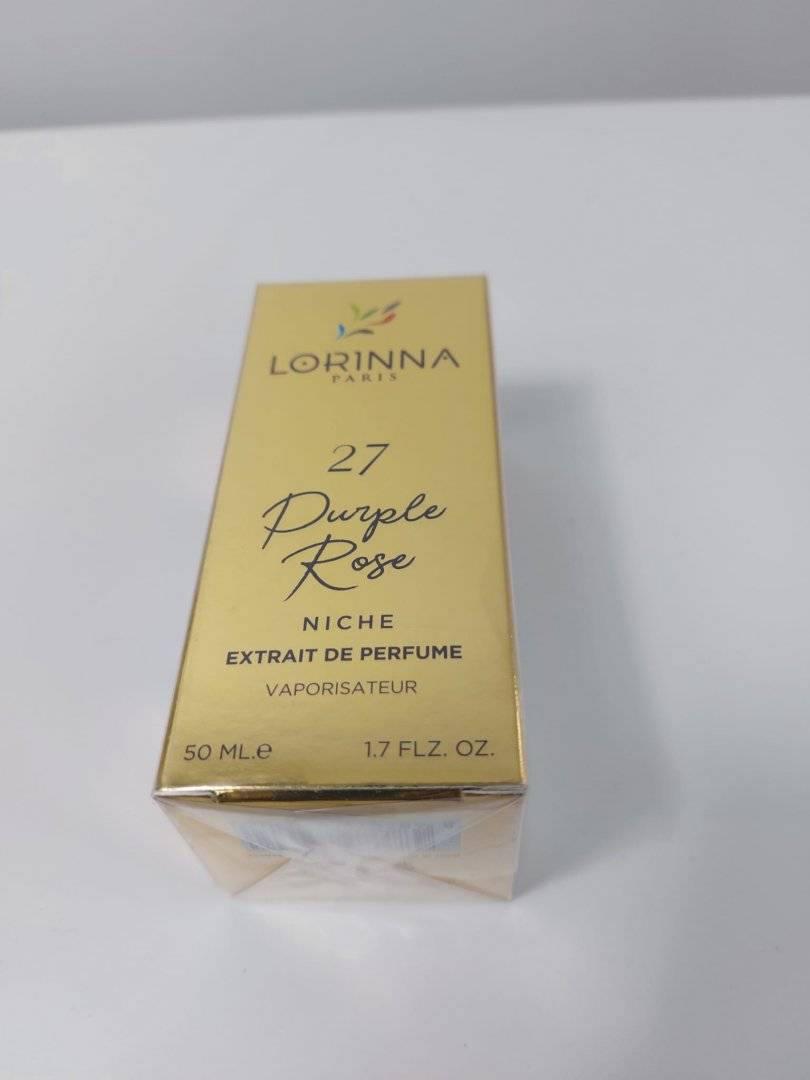 LORINNA
PARIS
27
Purple
Rose
NICHE
EXTRAIT DE PERFUME
VAPORISATEUR
50 ML.e 1.7 FLZ. OZ.